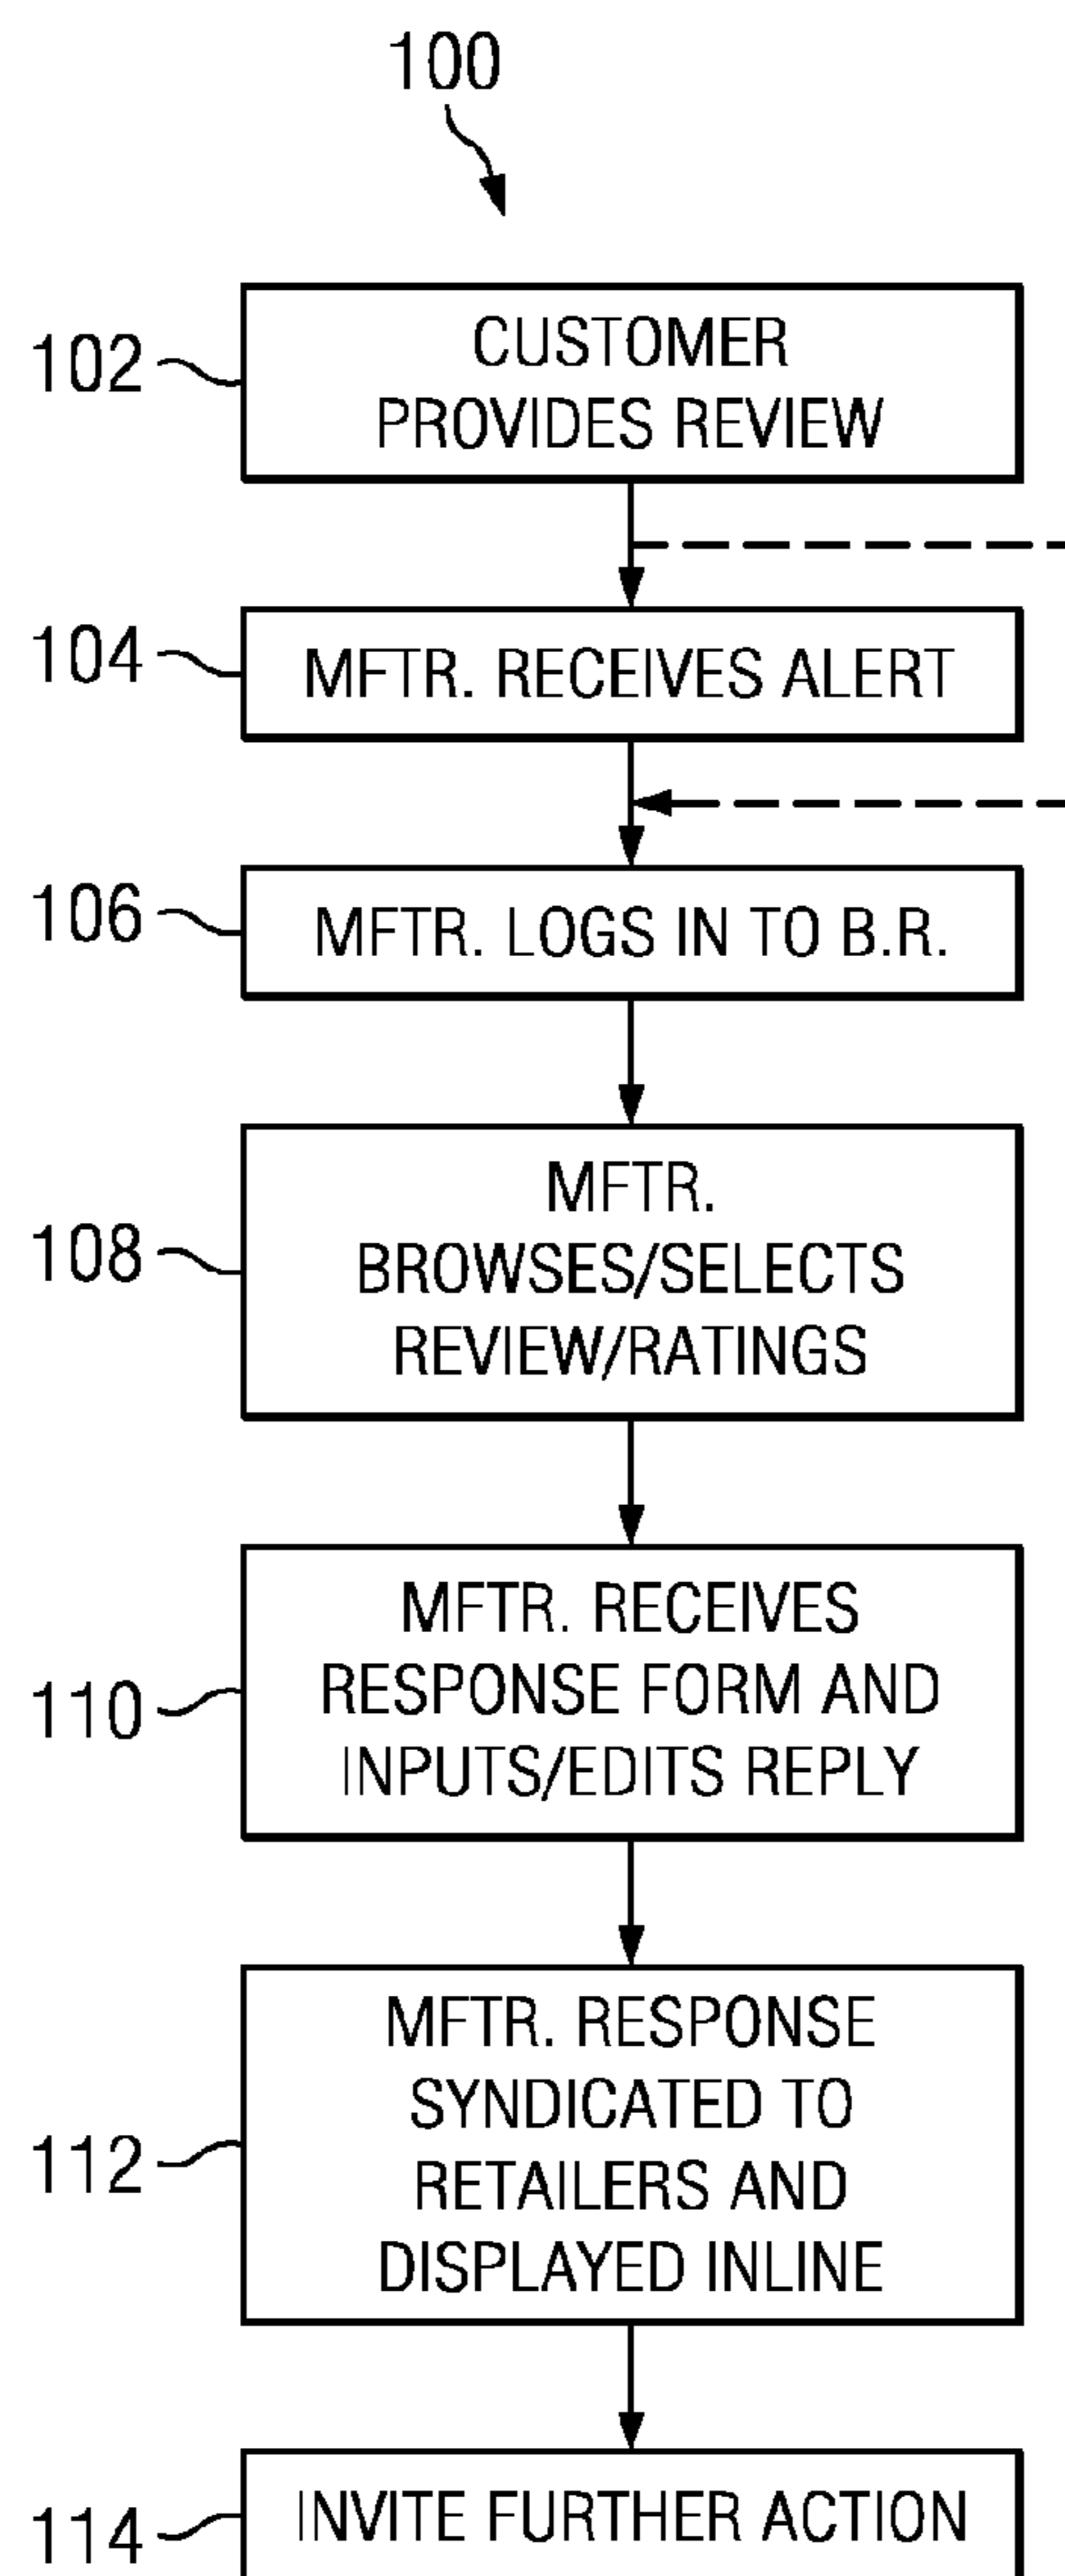 100
102
CUSTOMER
PROVIDES REVIEW
104
MFTR. RECEIVES ALERT
106
MFTR. LOGS IN TO B.R.
108
MFTR.
BROWSES/SELECTS
REVIEW/RATINGS
110
MFTR. RECEIVES
RESPONSE FORM AND
INPUTS/EDITS REPLY
112
MFTR. RESPONSE
SYNDICATED TO
RETAILERS AND
DISPLAYED INLINE
114
INVITE FURTHER ACTION